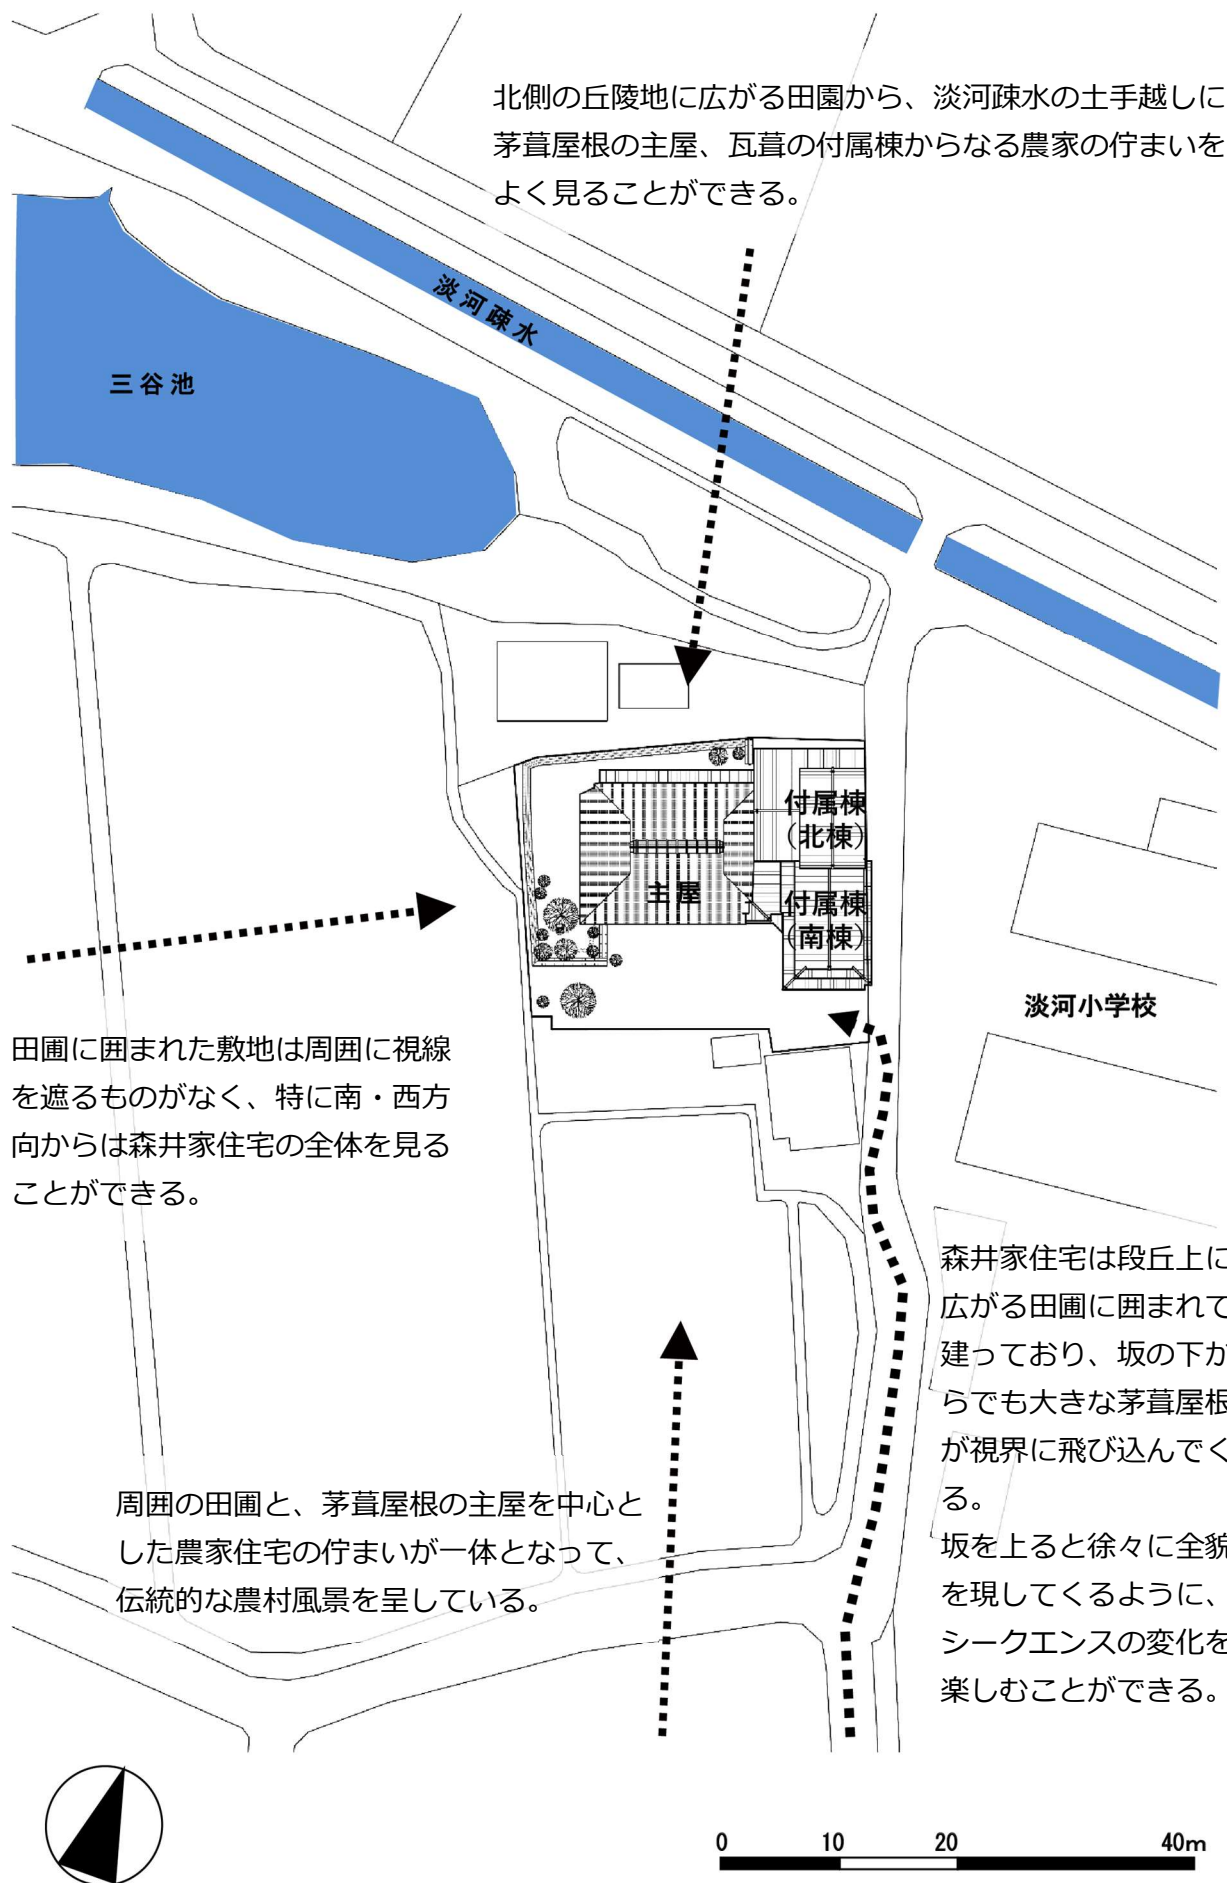 北側の丘陵地に広がる田園から、淡河疎水の土手越しに
茅葺屋根の主屋、瓦葺の付属棟からなる農家の佇まいを
よく見ることができる。
淡河疎水
三谷池
付属棟
（北棟）
主屋
付属棟
（南棟）
淡河小学校
田圃に囲まれた敷地は周囲に視線
を遮るものがなく、特に南・西方
向からは森井家住宅の全体を見る
ことができる。
森井家住宅は段丘上に
広がる田圃に囲まれて
建っており、坂の下か
らでも大きな茅葺屋根
が視界に飛び込んでく
る。
坂を上ると徐々に全貌
を現してくるように、
シークエンスの変化を
楽しむことができる。
周囲の田圃と、茅葺屋根の主屋を中心と
した農家住宅の佇まいが一体となって、
伝統的な農村風景を呈している。
0 10 20 40m